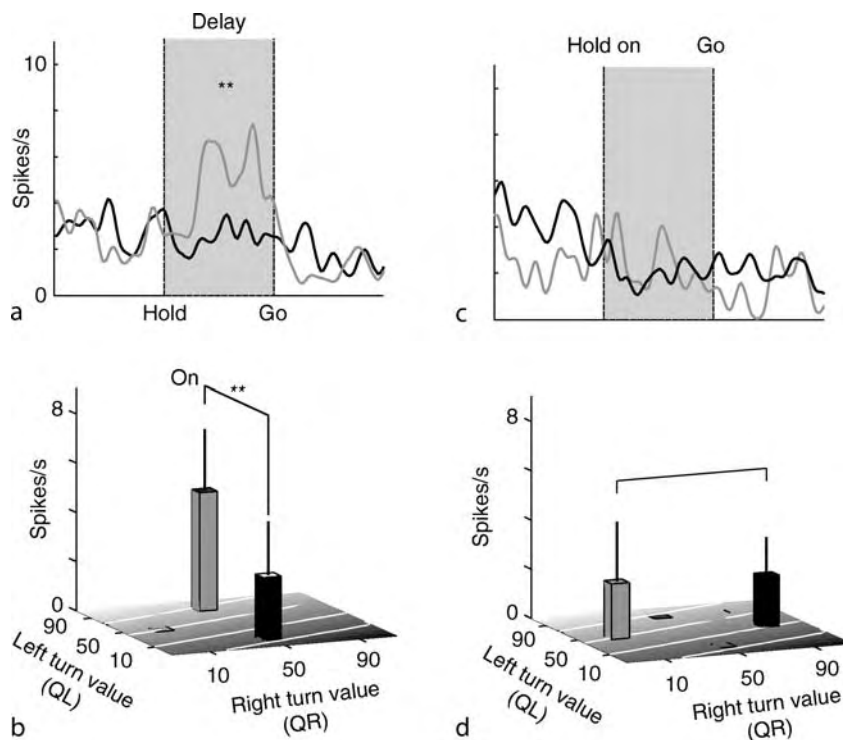 Delay
10
**
Spikes/s
0
Hold
Go
a
Hold on
Go
c
On
**
8
Spikes/s
0
90
50
10
Left turn value
(QL)
10
50
90
Right turn value
(QR)
b
8
Spikes/s
0
90
50
10
Left turn value
(QL)
10
50
90
Right turn value
(QR)
d